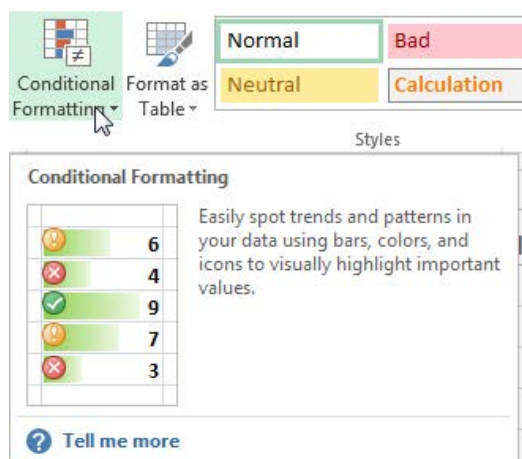 Conditional Formatting
Format as Table
Normal
Bad
Neutral
Calculation
Styles
Conditional Formatting
6
4
9
7
3
Easily spot trends and patterns in
your data using bars, colors, and
icons to visually highlight important
values.
Tell me more